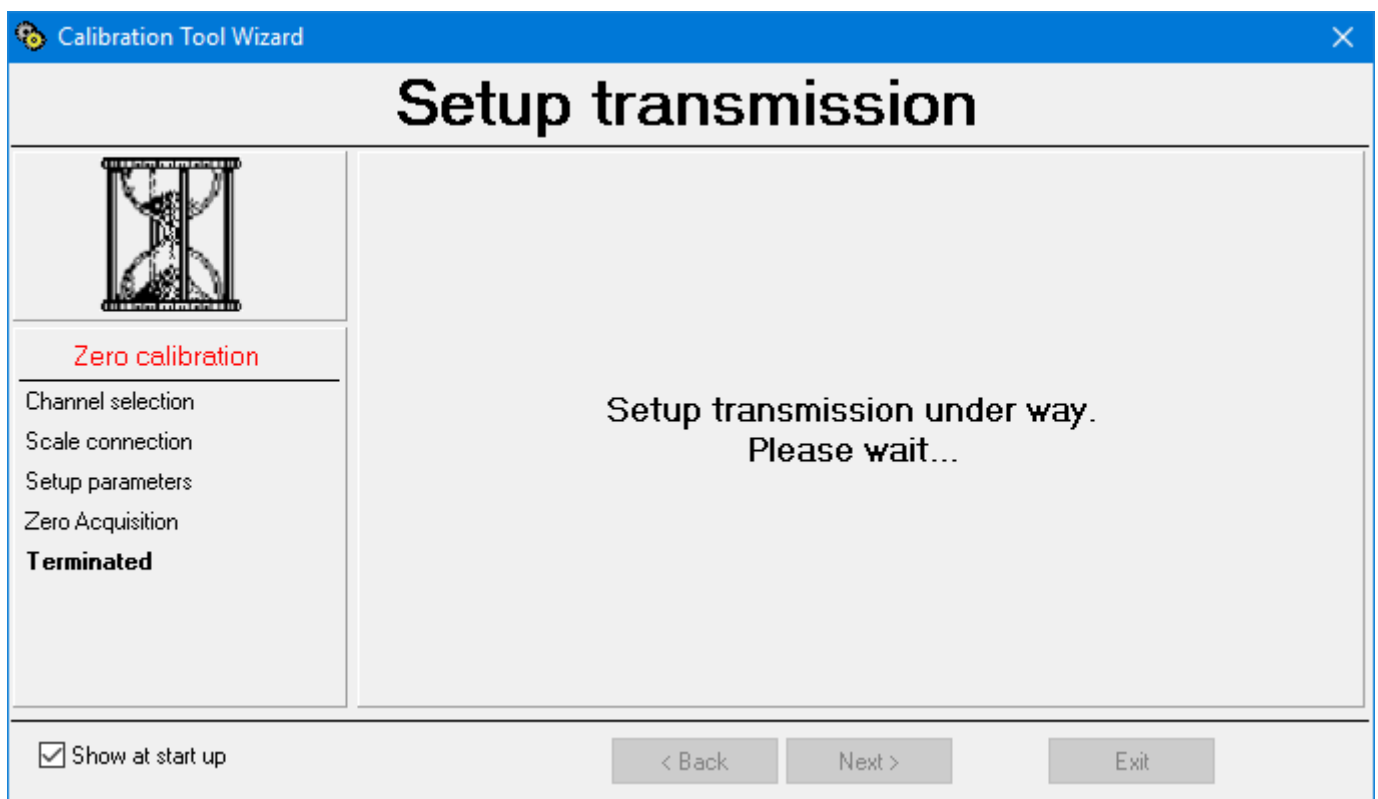 Calibration Tool Wizard
Setup transmission
Zero calibration
Channel selection
Scale connection
Setup parameters
Zero Acquisition
Terminated
Setup transmission under way.
Please wait...
Show at start up
< Back
Next >
Exit